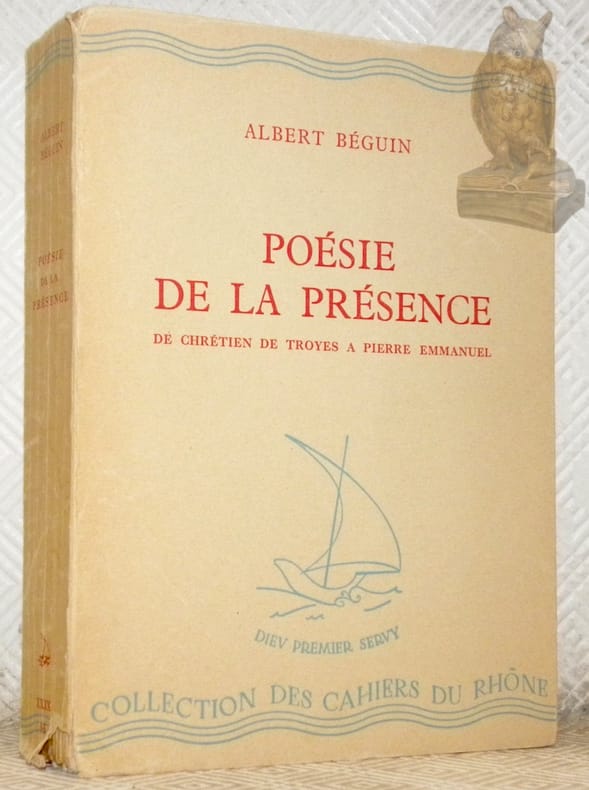 ALBERT BÉGUIN
POÉSIE
DE LA PRÉSENCE
DE CHRÉTIEN DE TROYES A PIERRE EMMANUEL
DIEV PREMIER SERVY
COLLECTION DES CAHIERS DU RHÔNE
ALBERT
BÉGUIN
POÉSIE
DE LA
PRÉSENCE